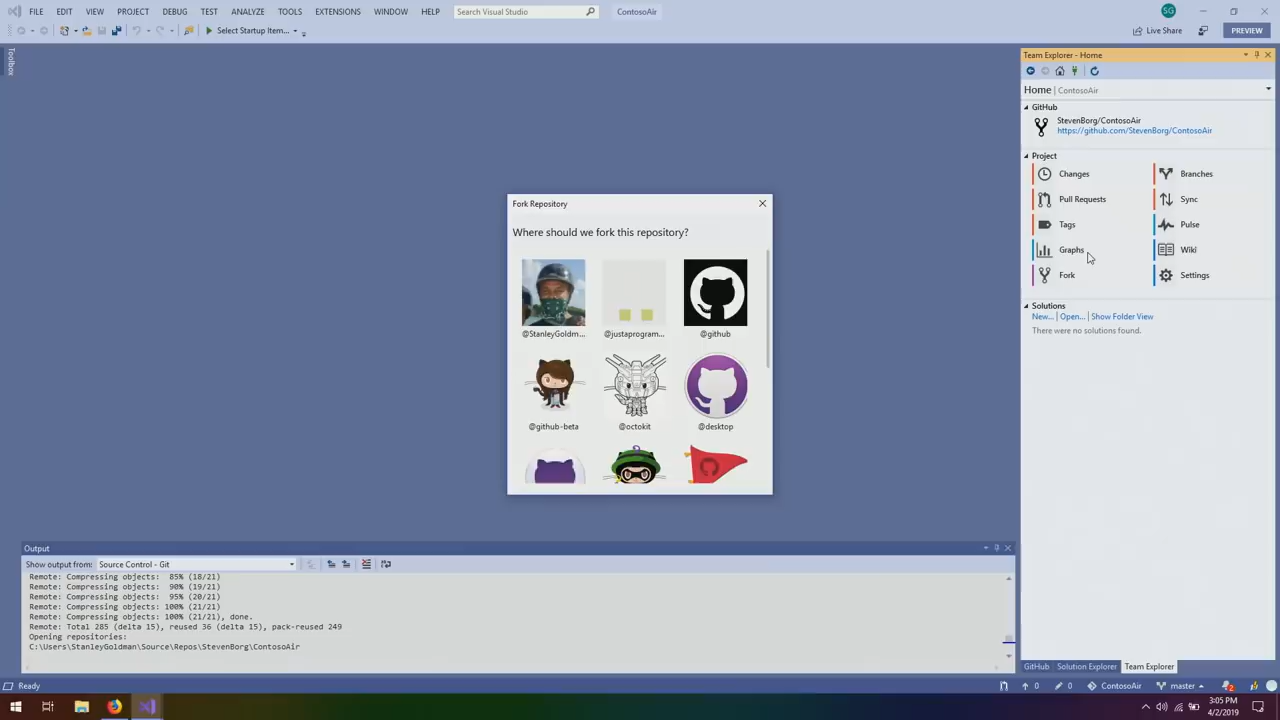 FILE EDIT VIEW PROJECT DEBUG TEST ANALYZE TOOLS EXTENSIONS WINDOW HELP Search Visual Studio ContosoAir SG
Select Startup Item... Live Share PREVIEW
Toolbox
Team Explorer - Home
Home | ContosoAir
GitHub
StevenBorg/ContosoAir
https://github.com/StevenBorg/ContosoAir
Project
Changes Branches
Pull Requests Sync
Tags Pulse
Graphs Wiki
Fork Settings
Solutions
New... | Open... | Show Folder View
There were no solutions found.
Fork Repository
Where should we fork this repository?
@StanleyGoldm... @justaprogram... @github
@github-beta @octokit @desktop
Output
Show output from: Source Control - Git
Remote: Compressing objects: 85% (18/21)
Remote: Compressing objects: 90% (19/21)
Remote: Compressing objects: 95% (20/21)
Remote: Compressing objects: 100% (21/21)
Remote: Compressing objects: 100% (21/21), done.
Remote: Total 285 (delta 15), reused 36 (delta 15), pack-reused 249
Opening repositories:
C:\Users\StanleyGoldman\Source\Repos\StevenBorg\ContosoAir
GitHub Solution Explorer Team Explorer
Ready 0 0 ContosoAir master 2
3:05 PM
4/2/2019